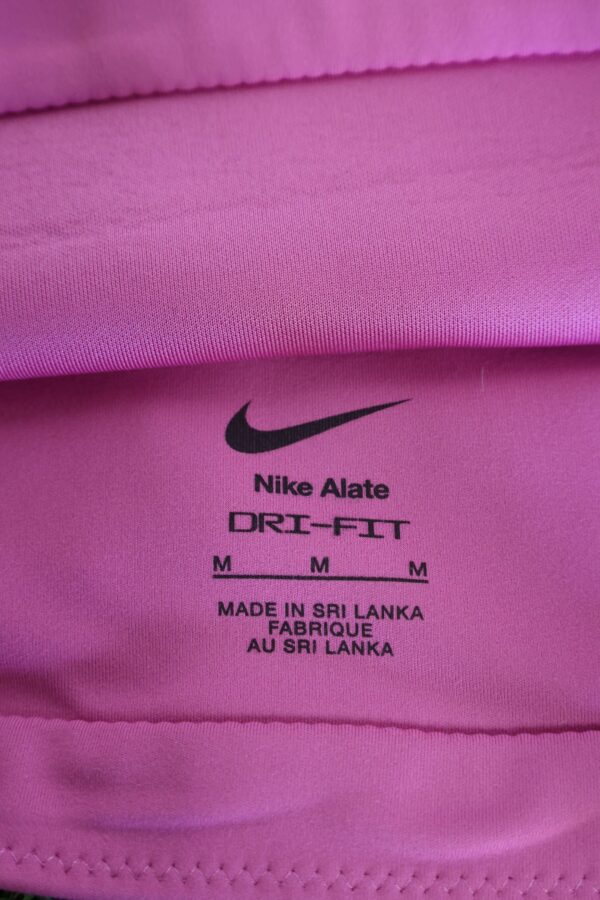 Nike Alate
DRI-FIT
M M M
MADE IN SRI LANKA
FABRIQUE
AU SRI LANKA